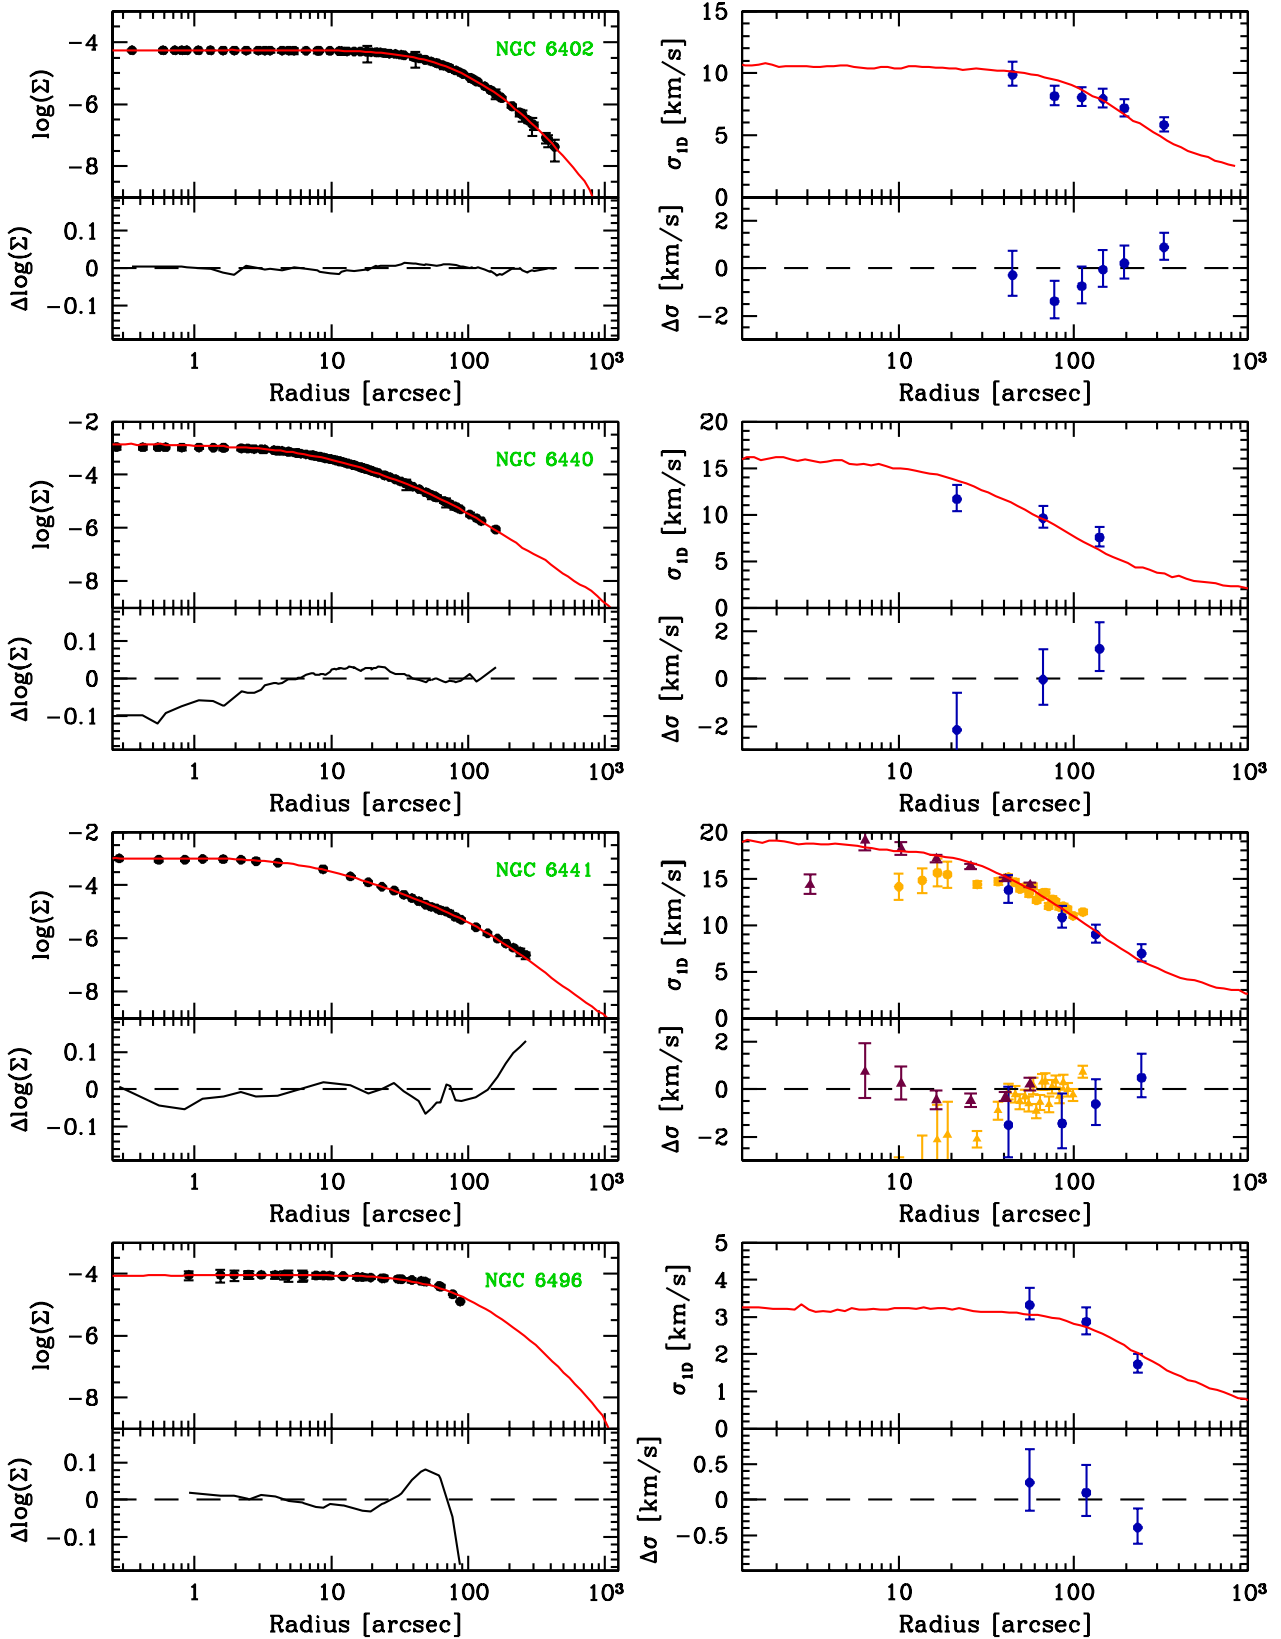 NGC 6402
log(Σ)
−4
−6
−8
Δlog(Σ)
0.1
0
−0.1
1 10 100 10³
Radius [arcsec]
σ1D [km/s]
15
10
5
0
Δσ [km/s]
2
0
−2
10 100 10³
Radius [arcsec]
NGC 6440
log(Σ)
−2
−4
−6
−8
Δlog(Σ)
0.1
0
−0.1
1 10 100 10³
Radius [arcsec]
σ1D [km/s]
20
15
10
5
0
Δσ [km/s]
2
0
−2
10 100 10³
Radius [arcsec]
NGC 6441
log(Σ)
−2
−4
−6
−8
Δlog(Σ)
0.1
0
−0.1
1 10 100 10³
Radius [arcsec]
σ1D [km/s]
20
15
10
5
0
Δσ [km/s]
2
0
−2
10 100 10³
Radius [arcsec]
NGC 6496
log(Σ)
−4
−6
−8
Δlog(Σ)
0.1
0
−0.1
1 10 100 10³
Radius [arcsec]
σ1D [km/s]
5
4
3
2
1
0
Δσ [km/s]
0.5
0
−0.5
10 100 10³
Radius [arcsec]